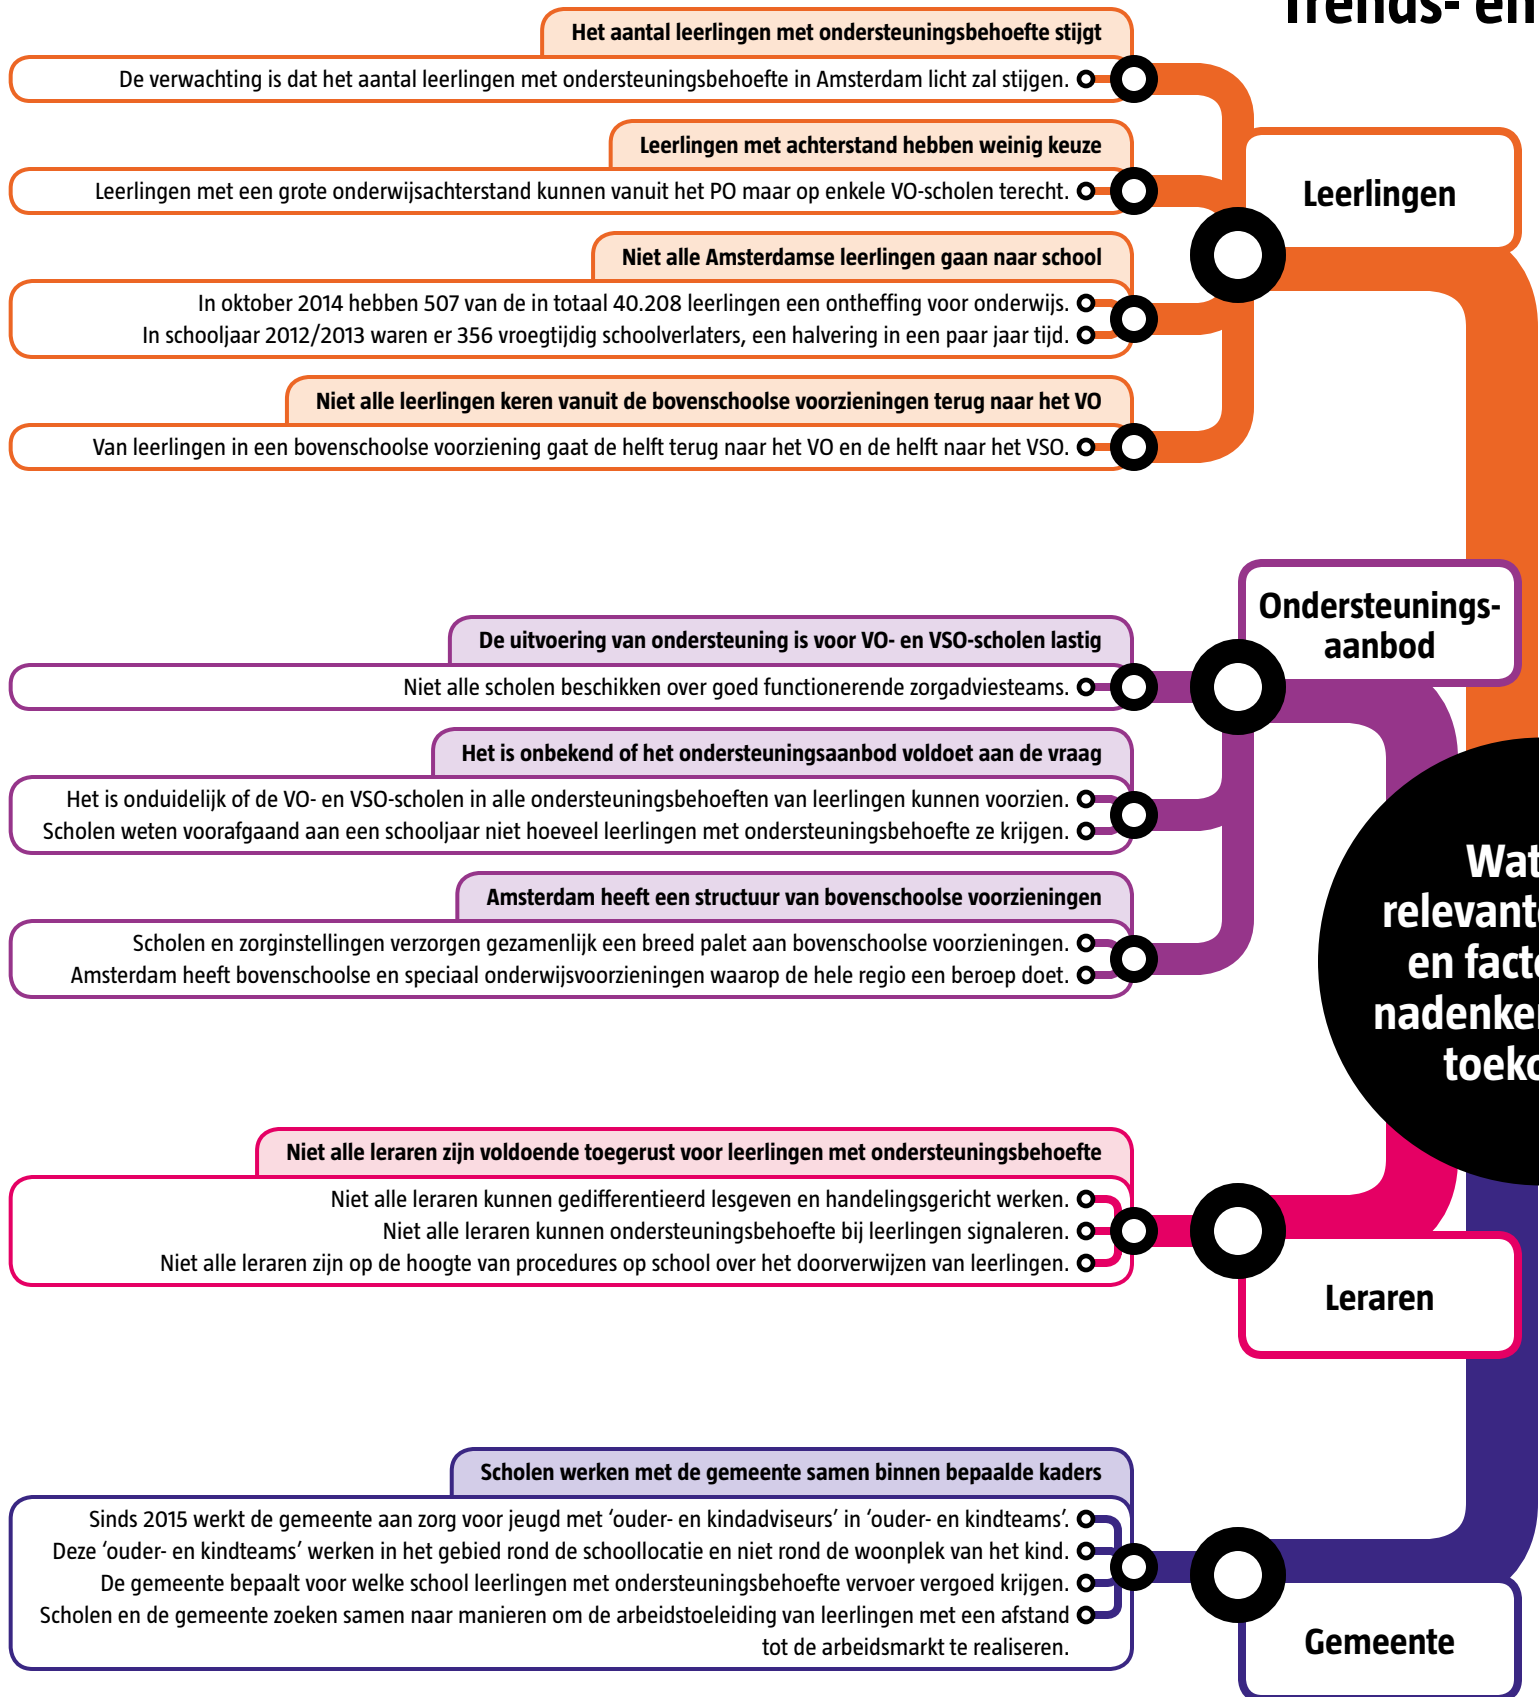 Trends- en
Het aantal leerlingen met ondersteuningsbehoefte stijgt
De verwachting is dat het aantal leerlingen met ondersteuningsbehoefte in Amsterdam licht zal stijgen.
Leerlingen met achterstand hebben weinig keuze
Leerlingen met een grote onderwijsachterstand kunnen vanuit het PO maar op enkele VO-scholen terecht.
Leerlingen
Niet alle Amsterdamse leerlingen gaan naar school
In oktober 2014 hebben 507 van de in totaal 40.208 leerlingen een ontheffing voor onderwijs.
In schooljaar 2012/2013 waren er 356 vroegtijdig schoolverlaters, een halvering in een paar jaar tijd.
Niet alle leerlingen keren vanuit de bovenschoolse voorzieningen terug naar het VO
Van leerlingen in een bovenschoolse voorziening gaat de helft terug naar het VO en de helft naar het VSO.
Ondersteunings-
aanbod
De uitvoering van ondersteuning is voor VO- en VSO-scholen lastig
Niet alle scholen beschikken over goed functionerende zorgadviesteams.
Het is onbekend of het ondersteuningsaanbod voldoet aan de vraag
Het is onduidelijk of de VO- en VSO-scholen in alle ondersteuningsbehoeften van leerlingen kunnen voorzien.
Scholen weten voorafgaand aan een schooljaar niet hoeveel leerlingen met ondersteuningsbehoefte ze krijgen.
Amsterdam heeft een structuur van bovenschoolse voorzieningen
Scholen en zorginstellingen verzorgen gezamenlijk een breed palet aan bovenschoolse voorzieningen.
Amsterdam heeft bovenschoolse en speciaal onderwijsvoorzieningen waarop de hele regio een beroep doet.
Wat
relevant
en fact
nadenke
toek
Niet alle leraren zijn voldoende toegerust voor leerlingen met ondersteuningsbehoefte
Niet alle leraren kunnen gedifferentieerd lesgeven en handelingsgericht werken.
Niet alle leraren kunnen ondersteuningsbehoefte bij leerlingen signaleren.
Niet alle leraren zijn op de hoogte van procedures op school over het doorverwijzen van leerlingen.
Leraren
Scholen werken met de gemeente samen binnen bepaalde kaders
Sinds 2015 werkt de gemeente aan zorg voor jeugd met ‘ouder- en kindadviseurs’ in ‘ouder- en kindteams’.
Deze ‘ouder- en kindteams’ werken in het gebied rond de schoollocatie en niet rond de woonplek van het kind.
De gemeente bepaalt voor welke school leerlingen met ondersteuningsbehoefte vervoer vergoed krijgen.
Scholen en de gemeente zoeken samen naar manieren om de arbeidstoeleiding van leerlingen met een afstand
tot de arbeidsmarkt te realiseren.
Gemeente